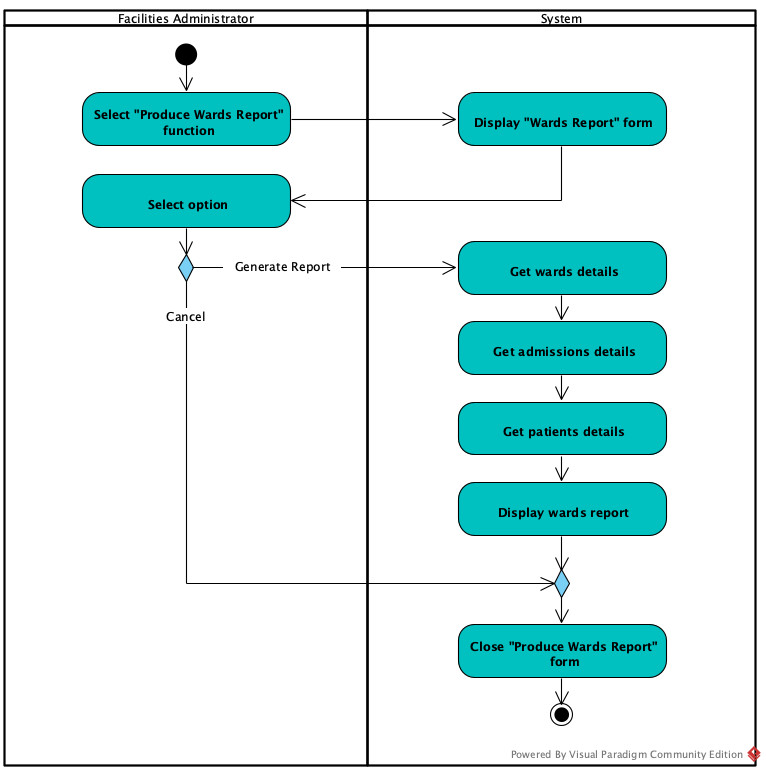 Facilities Administrator
System
Select "Produce Wards Report"
function
Display "Wards Report" form
Select option
Generate Report
Get wards details
Cancel
Get admissions details
Get patients details
Display wards report
Close "Produce Wards Report"
form
Powered By Visual Paradigm Community Edition